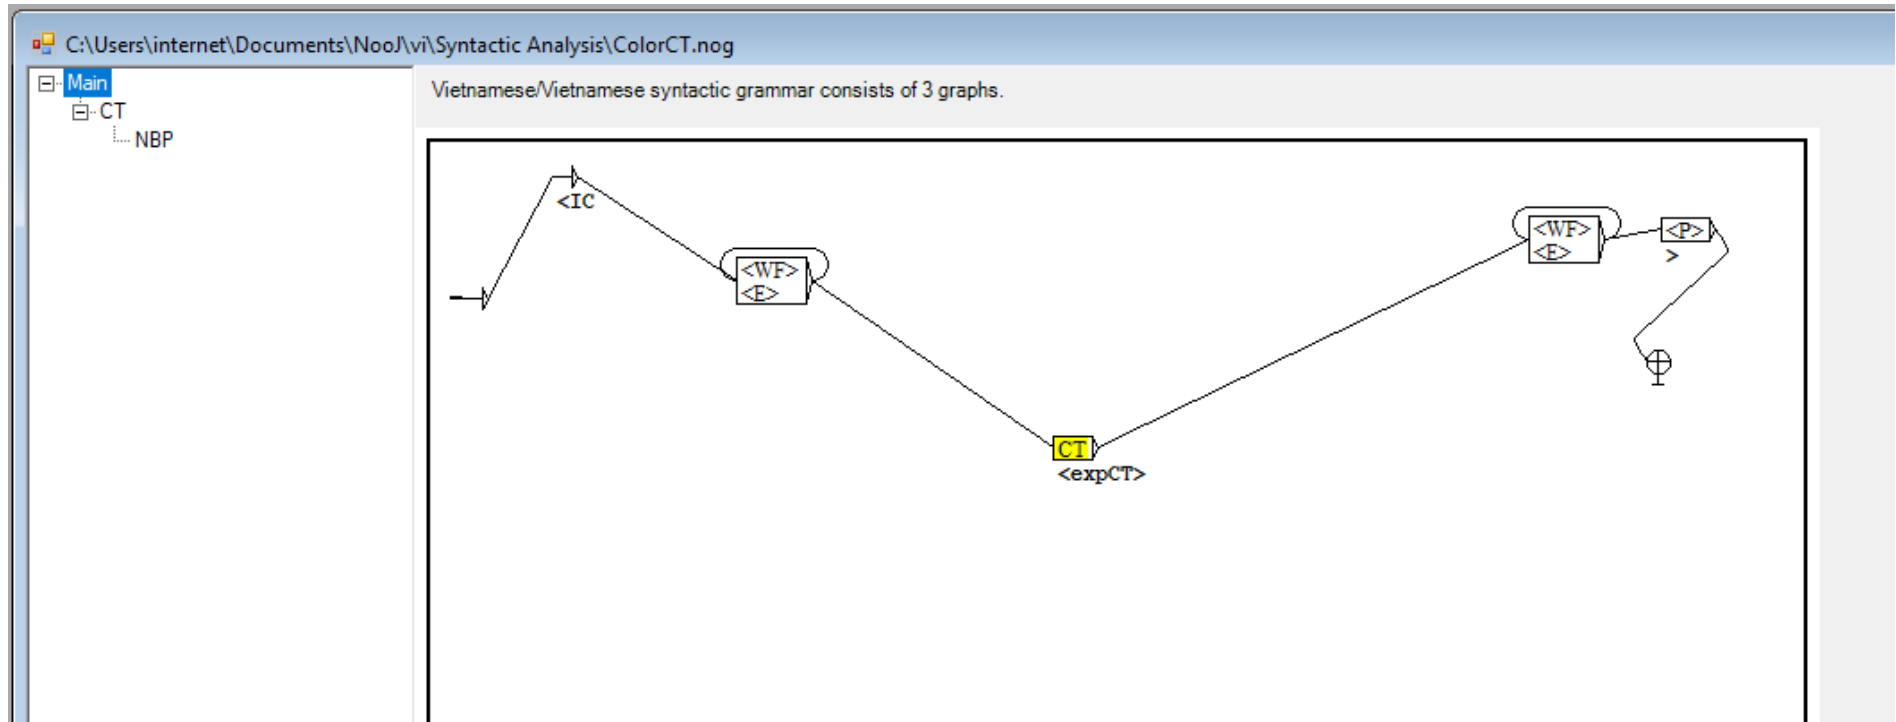 C:\Users\internet\Documents\NooJ\vi\Syntactic Analysis\ColorCT.nog
Main
CT
NBP
Vietnamese/Vietnamese syntactic grammar consists of 3 graphs.
<IC
<WF>
<E>
<WF>
<E>
<P>
>
CT
<expCT>